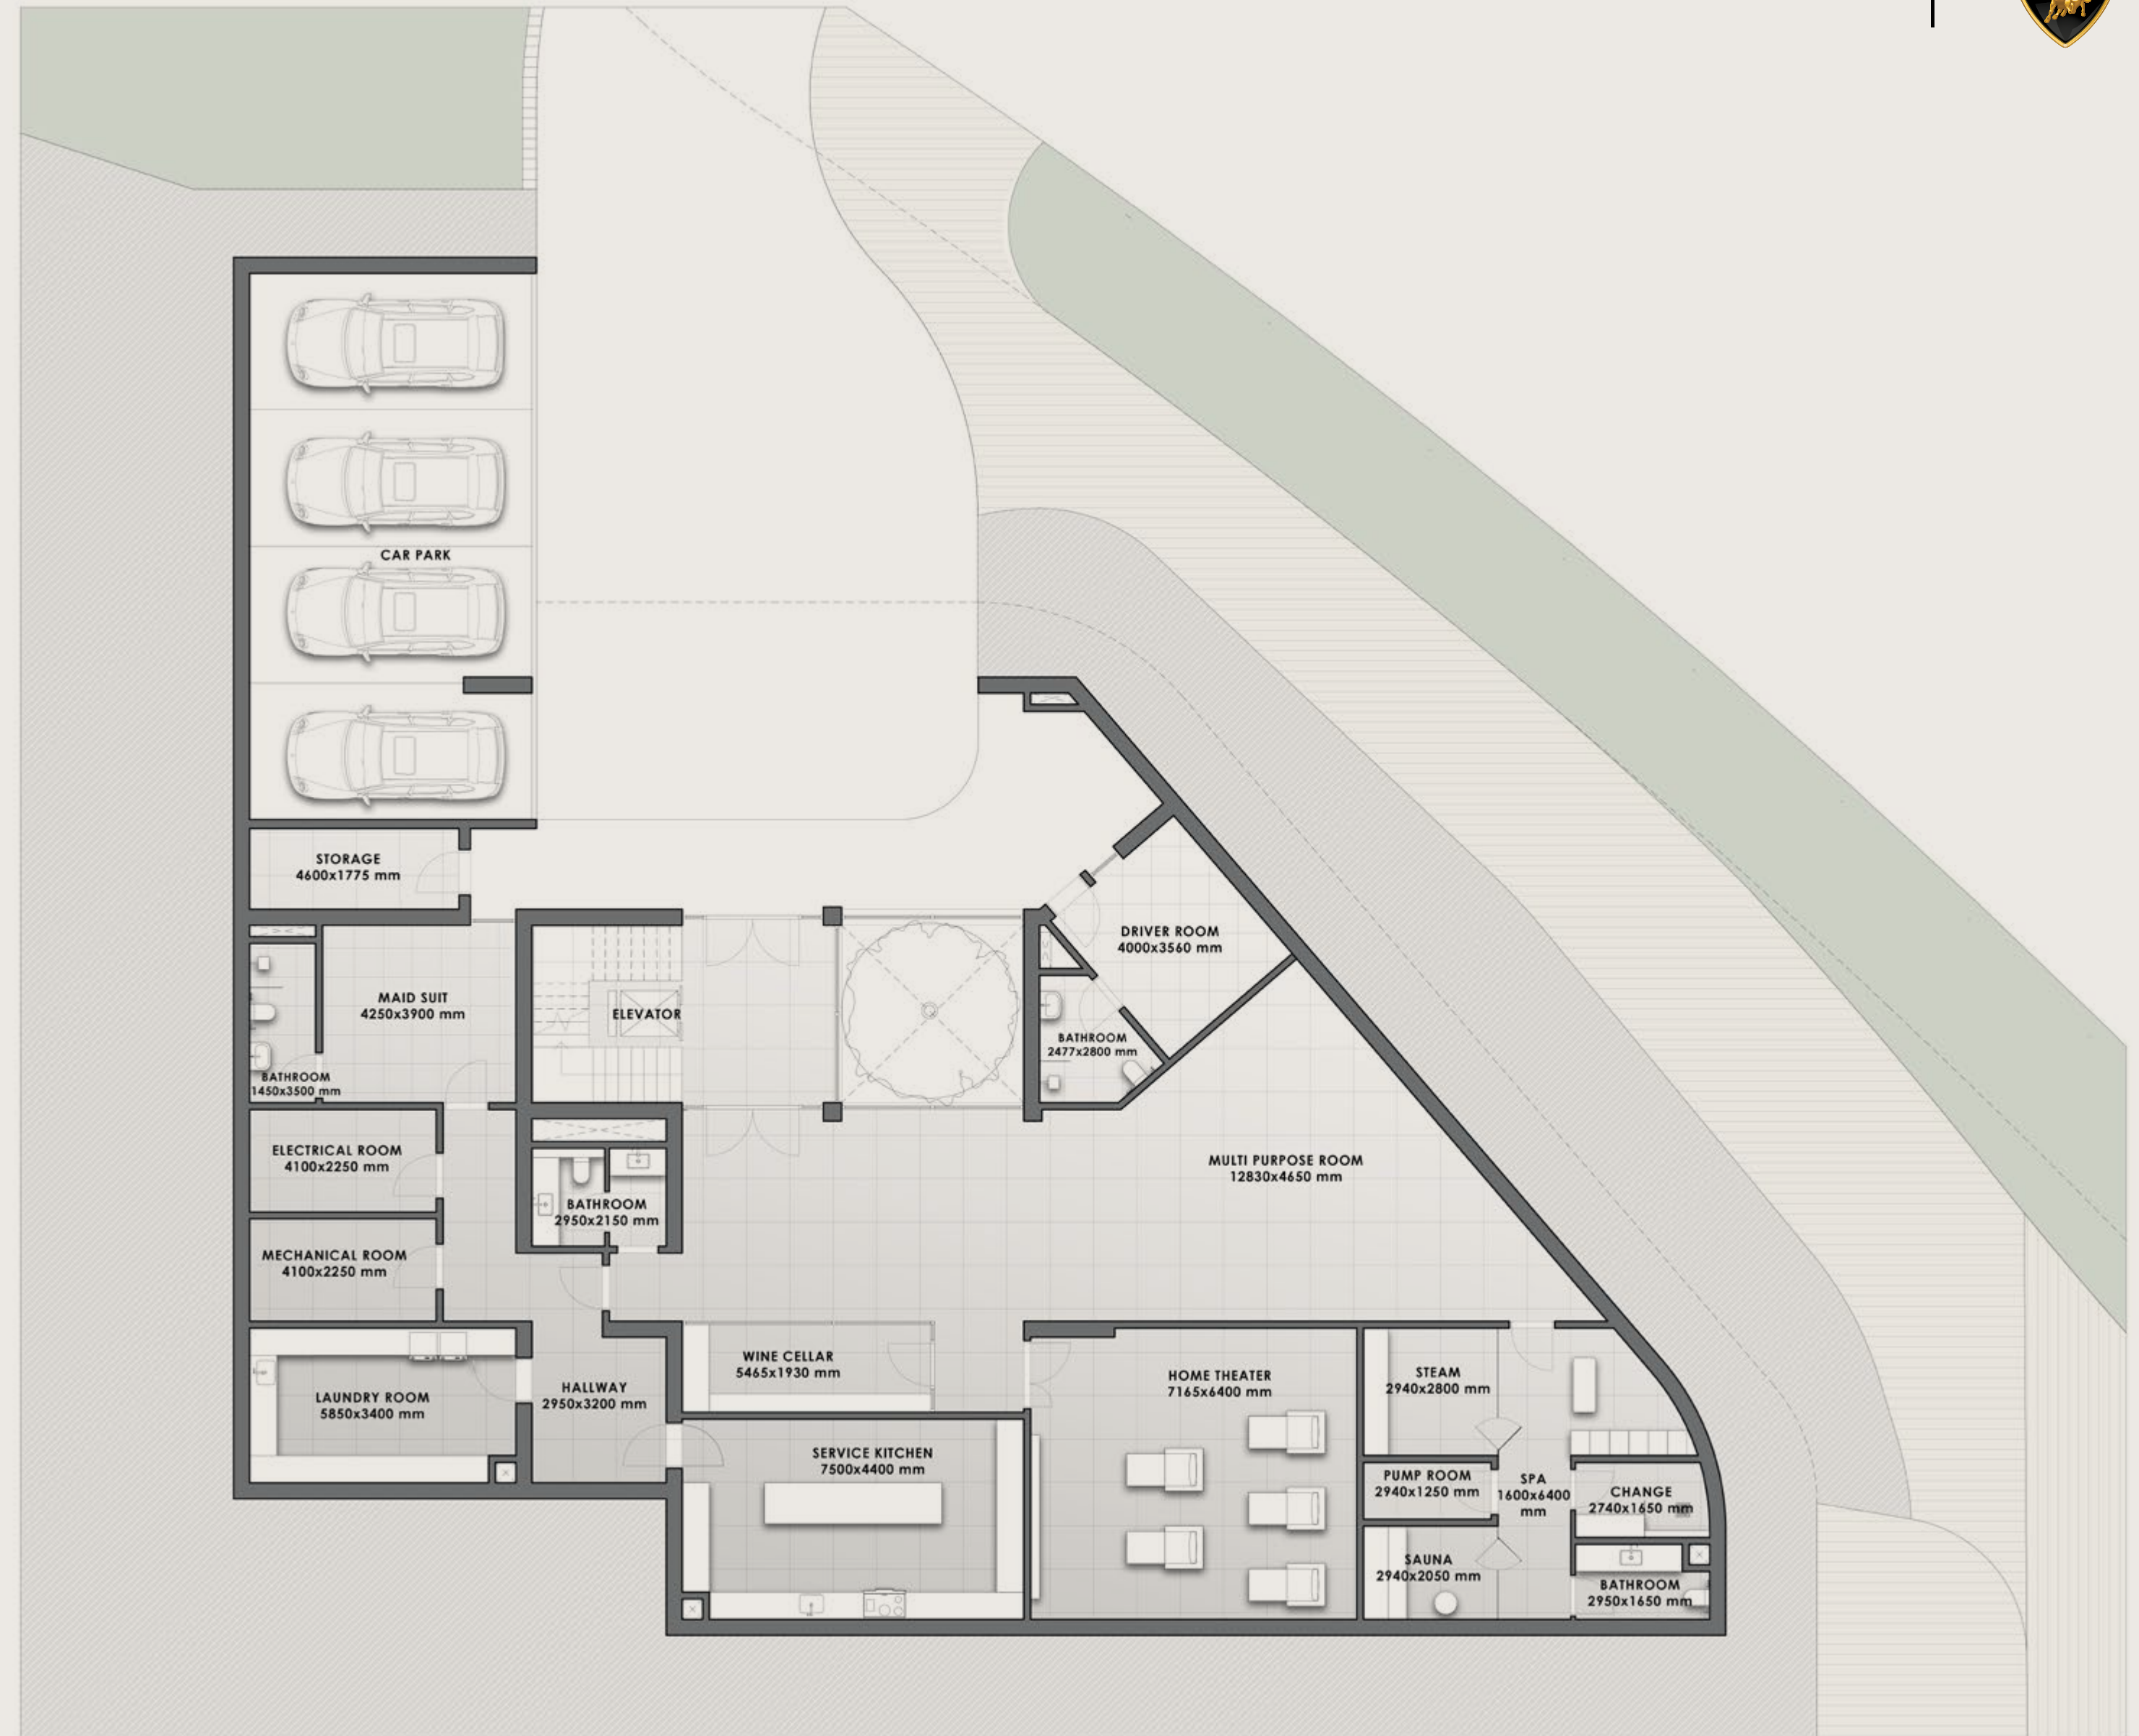 CAR PARK
STORAGE
4600x1775 mm
DRIVER ROOM
4000x3560 mm
MAID SUIT
4250x3900 mm
ELEVATOR
BATHROOM
2477x2800 mm
BATHROOM
1450x3500 mm
ELECTRICAL ROOM
4100x2250 mm
MULTI PURPOSE ROOM
12830x4650 mm
BATHROOM
2950x2150 mm
MECHANICAL ROOM
4100x2250 mm
WINE CELLAR
5465x1930 mm
HOME THEATER
7165x6400 mm
STEAM
2940x2800 mm
HALLWAY
2950x3200 mm
LAUNDRY ROOM
5850x3400 mm
SERVICE KITCHEN
7500x4400 mm
PUMP ROOM
2940x1250 mm
SPA
1600x6400
mm
CHANGE
2740x1650 mm
SAUNA
2940x2050 mm
BATHROOM
2950x1650 mm